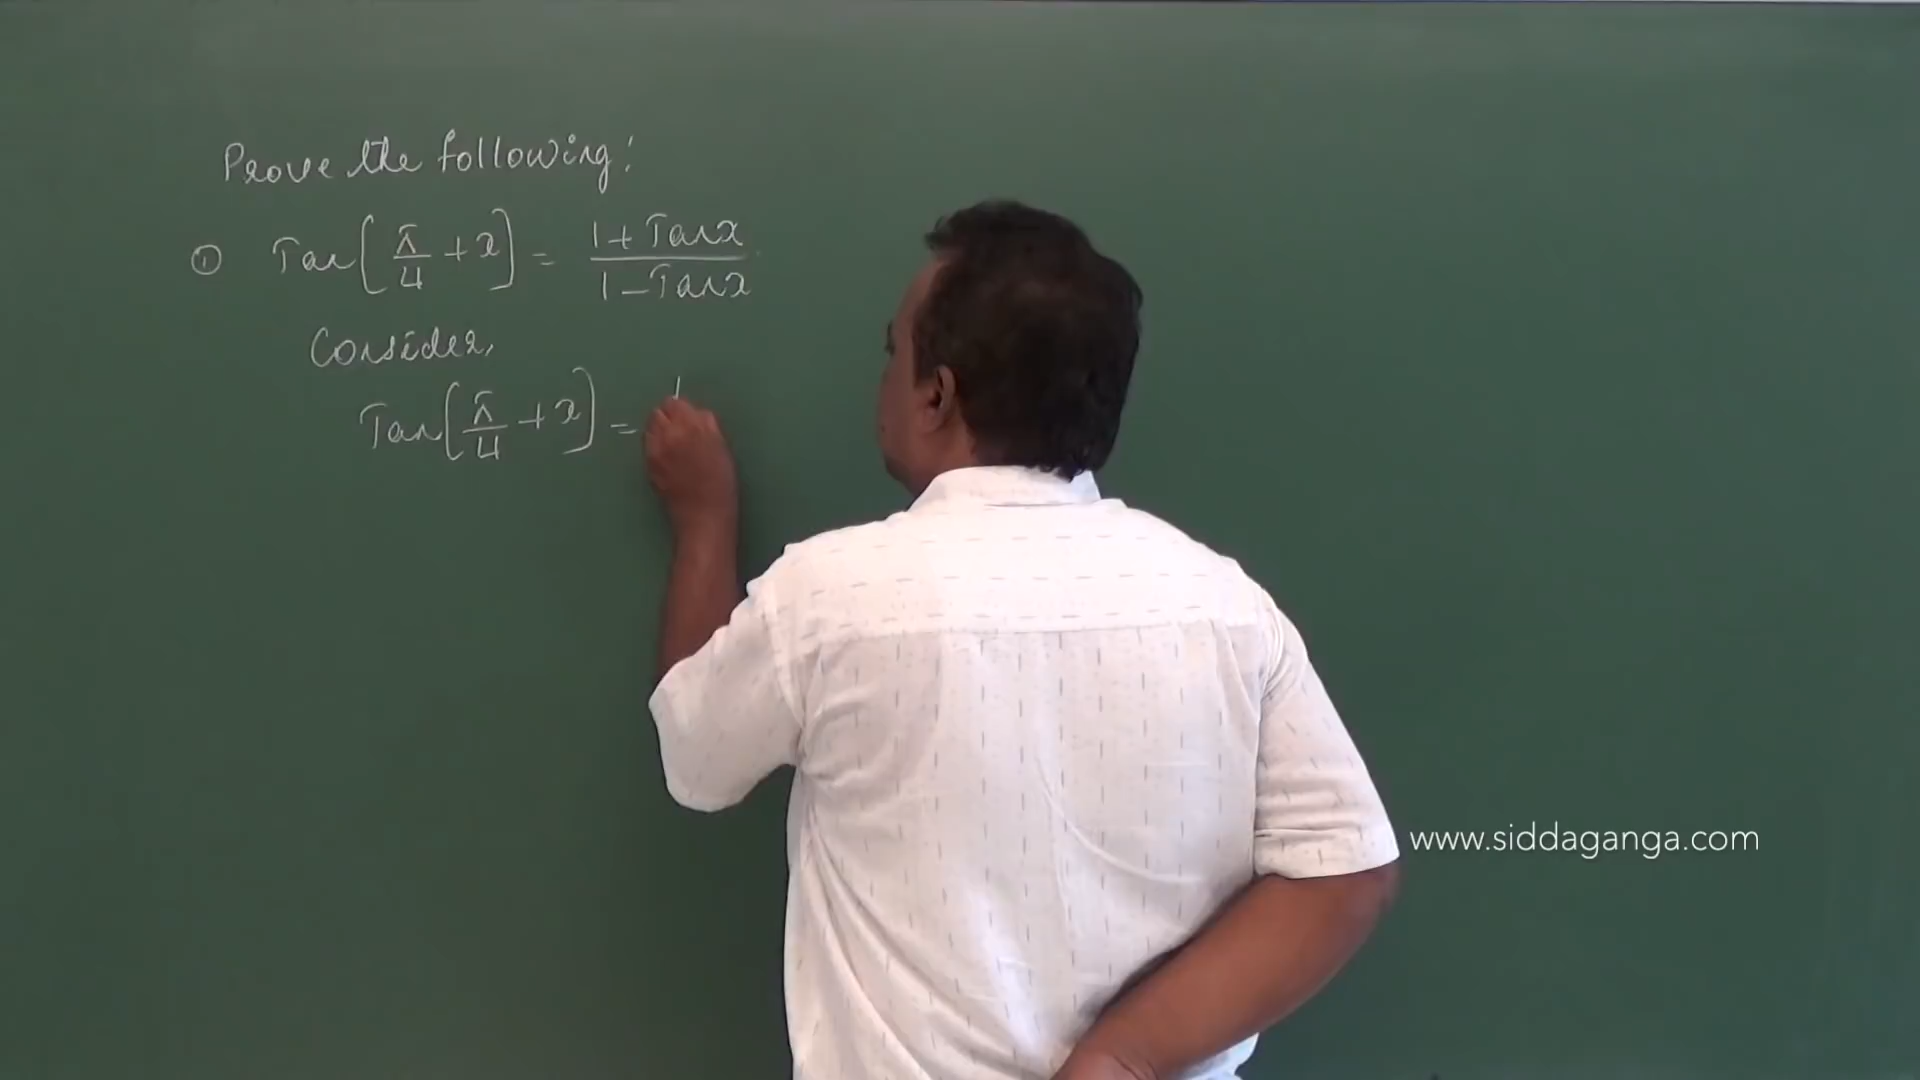 Prove the following:
① Tan[π/4 + x] = 1 + Tanx / 1 - Tanx
Consider,
Tan[π/4 + x] =
www.siddaganga.com